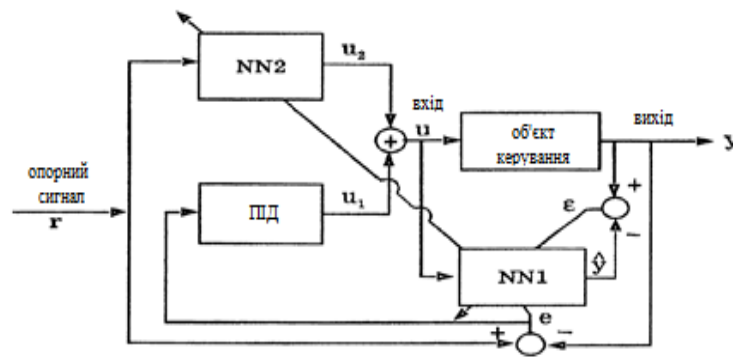 NN2
u₂
вхід
вихід
u
+
об'єкт
керування
y
опорний
сигнал
r
ПІД
u₁
ε
+
−
NN1
ŷ
e
+
−